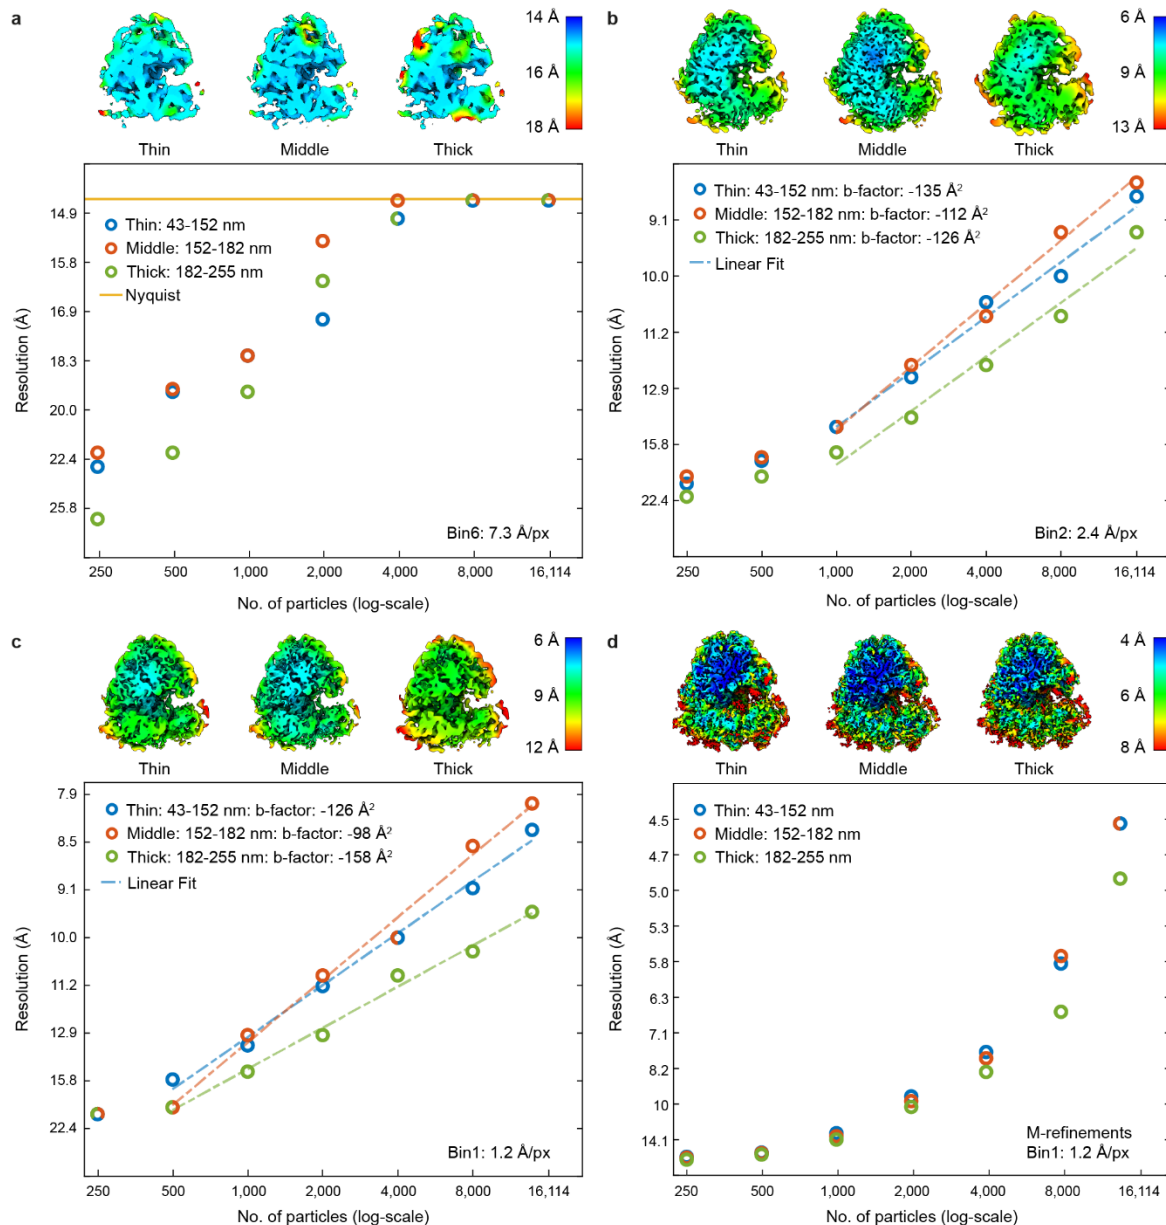 a
14 Å
16 Å
18 Å
Thin
Middle
Thick
Thin: 43-152 nm
Middle: 152-182 nm
Thick: 182-255 nm
Nyquist
Resolution (Å)
14.9
15.8
16.9
18.3
20.0
22.4
25.8
Bin6: 7.3 Å/px
250
500
1,000
2,000
4,000
8,000
16,114
No. of particles (log-scale)
b
6 Å
9 Å
13 Å
Thin
Middle
Thick
Thin: 43-152 nm: b-factor: -135 Å²
Middle: 152-182 nm: b-factor: -112 Å²
Thick: 182-255 nm: b-factor: -126 Å²
Linear Fit
Resolution (Å)
9.1
10.0
11.2
12.9
15.8
22.4
Bin2: 2.4 Å/px
250
500
1,000
2,000
4,000
8,000
16,114
No. of particles (log-scale)
c
6 Å
9 Å
12 Å
Thin
Middle
Thick
Thin: 43-152 nm: b-factor: -126 Å²
Middle: 152-182 nm: b-factor: -98 Å²
Thick: 182-255 nm: b-factor: -158 Å²
Linear Fit
Resolution (Å)
7.9
8.5
9.1
10.0
11.2
12.9
15.8
22.4
Bin1: 1.2 Å/px
250
500
1,000
2,000
4,000
8,000
16,114
No. of particles (log-scale)
d
4 Å
6 Å
8 Å
Thin
Middle
Thick
Thin: 43-152 nm
Middle: 152-182 nm
Thick: 182-255 nm
Resolution (Å)
4.5
4.7
5.0
5.3
5.8
6.3
7.1
8.2
10
14.1
M-refinements
Bin1: 1.2 Å/px
250
500
1,000
2,000
4,000
8,000
16,114
No. of particles (log-scale)